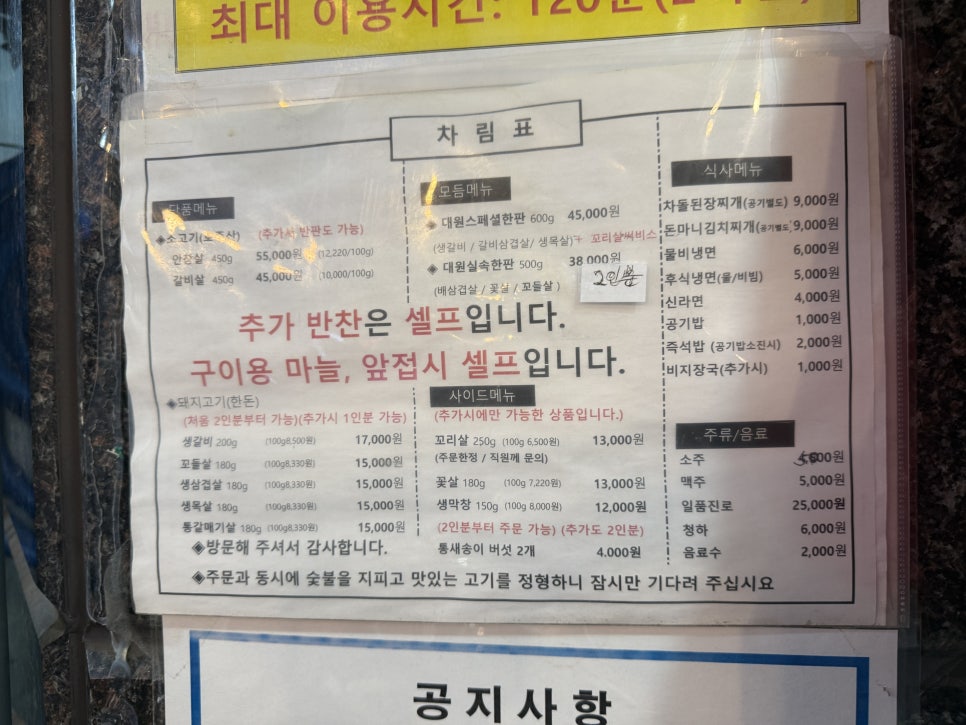 최대 이용시간: 120분
차 림 표
단품메뉴
◈소고기 (추가시 반판도 가능)
안창살 450g 55,000원 (12,220/100g)
갈비살 450g 45,000원 (10,000/100g)
모듬메뉴
◈ 대원스페셜한판 600g 45,000원
(생갈비 / 갈비삼겹살/ 생목살)+ 꼬리살써비스
◈ 대원실속한판 500g 38,000원
(배삼겹살 / 꽃살 / 꼬들살)
2인분
식사메뉴
차돌된장찌개(공기별도) 9,000원
돈마니김치찌개(공기별도) 9,000원
물비냉면 6,000원
후식냉면(물/비빔) 5,000원
신라면 4,000원
공기밥 1,000원
즉석밥 (공기밥소진시) 2,000원
비지장국(추가시) 1,000원
추가 반찬은 셀프입니다.
구이용 마늘, 앞접시 셀프입니다.
◈돼지고기(한돈)
(처음 2인분부터 가능)(추가시 1인분 가능)
생갈비 200g (100g8,500원) 17,000원
꼬들살 180g (100g8,330원) 15,000원
생삼겹살 180g (100g8,330원) 15,000원
생목살 180g (100g8,330원) 15,000원
통갈매기살 180g (100g8,330원) 15,000원
사이드메뉴
(추가시에만 가능한 상품입니다.)
꼬리살 250g (100g 6,500원) 13,000원
(주문한정 / 직원께 문의)
꽃살 180g (100g 7,220원) 13,000원
생막창 150g (100g 8,000원) 12,000원
(2인분부터 주문 가능) (추가도 2인분)
통새송이 버섯 2개 4.000원
주류/음료
소주
맥주 5,000원
일품진로 25,000원
청하 6,000원
음료수 2,000원
◈방문해 주셔서 감사합니다.
◈주문과 동시에 숯불을 지피고 맛있는 고기를 정형하니 잠시만 기다려 주십시요
공지사항